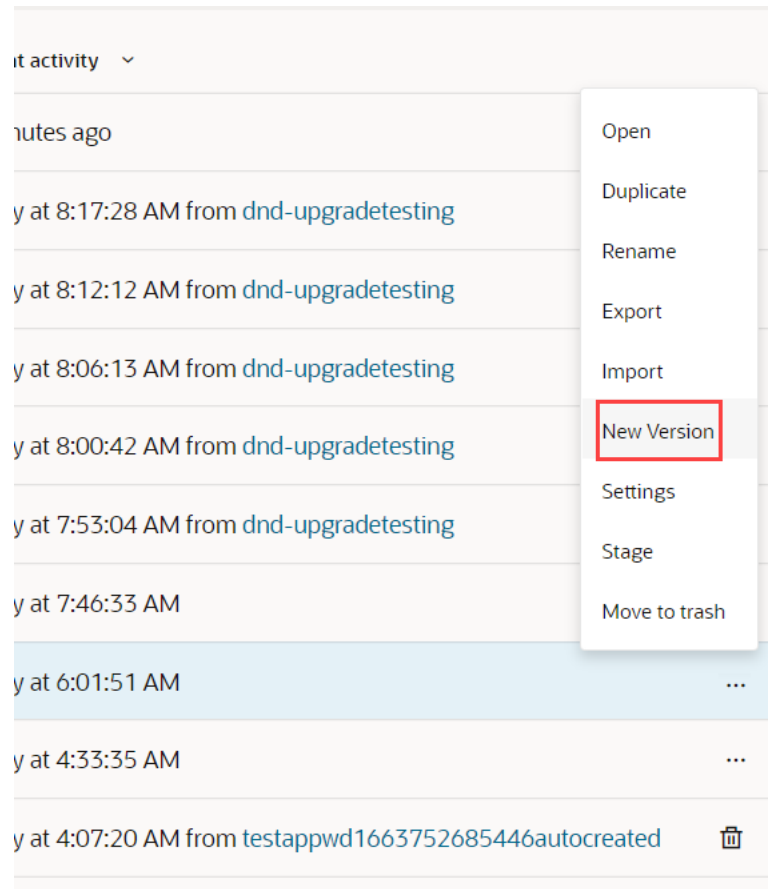 t activity
nutes ago
Open
Duplicate
y at 8:17:28 AM from dnd-upgradetesting
Rename
y at 8:12:12 AM from dnd-upgradetesting
Export
y at 8:06:13 AM from dnd-upgradetesting
Import
y at 8:00:42 AM from dnd-upgradetesting
New Version
Settings
y at 7:53:04 AM from dnd-upgradetesting
Stage
y at 7:46:33 AM
Move to trash
y at 6:01:51 AM
y at 4:33:35 AM
y at 4:07:20 AM from testappwd1663752685446autocreated